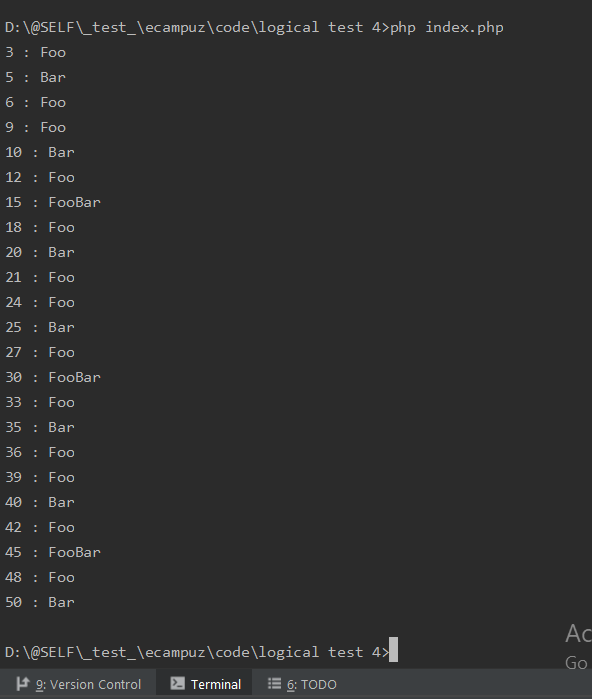 D:\@SELF\_test_\ecampuz\code\logical test 4>php index.php
3 : Foo
5 : Bar
6 : Foo
9 : Foo
10 : Bar
12 : Foo
15 : FooBar
18 : Foo
20 : Bar
21 : Foo
24 : Foo
25 : Bar
27 : Foo
30 : FooBar
33 : Foo
35 : Bar
36 : Foo
39 : Foo
40 : Bar
42 : Foo
45 : FooBar
48 : Foo
50 : Bar
Ac
D:\@SELF\_test_\ecampuz\code\logical test 4>
Go
9: Version Control Terminal 6: TODO